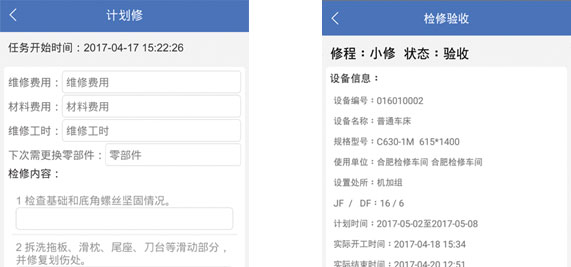 计划修
任务开始时间：2017-04-17 15:22:26
维修费用：维修费用
材料费用：材料费用
维修工时：维修工时
下次需更换零部件：零部件
检修内容：
1 检查基础和底角螺丝坚固情况。
2 拆洗拖板、滑枕、尾座、刀台等滑动部分，
并修复划伤处。
检修验收
修程：小修 状态：验收
设备信息：
设备编号：016010002
设备名称：普通车床
规格型号：C630-1M 615*1400
使用单位：合肥检修车间 合肥检修车间
设置处所：机加组
JF / DF：16 / 6
计划时间：2017-05-02至2017-05-08
实际开工时间：2017-04-18 15:34
实际结束时间：2017-04-20 12:51